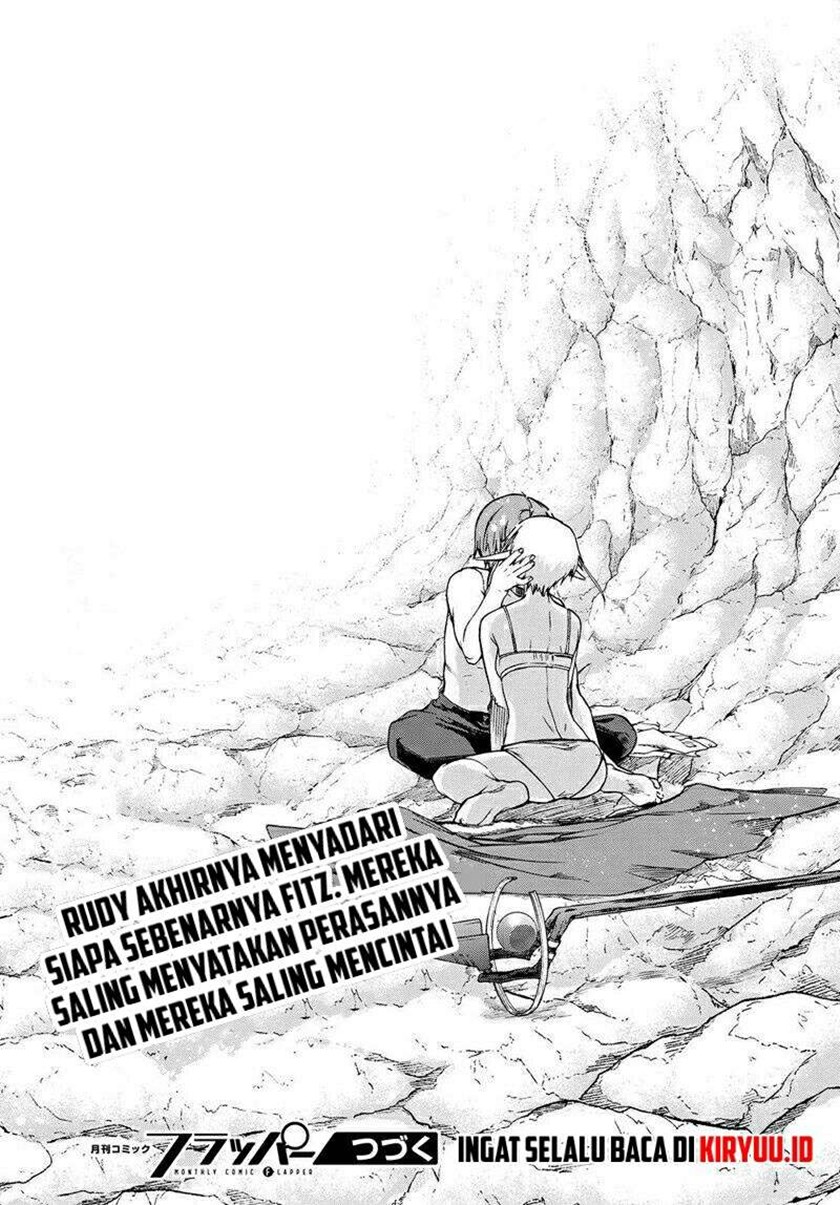 RUDY AKHIRNYA MENYADARI
SIAPA SEBENARNYA FITZ. MEREKA
SALING MENYATAKAN PERASANNYA
DAN MEREKA SALING MENCINTAI
月刊コミック フラッパー つづく INGAT SELALU BACA DI KIRYUU.ID
MONTHLY COMIC FLAPPER